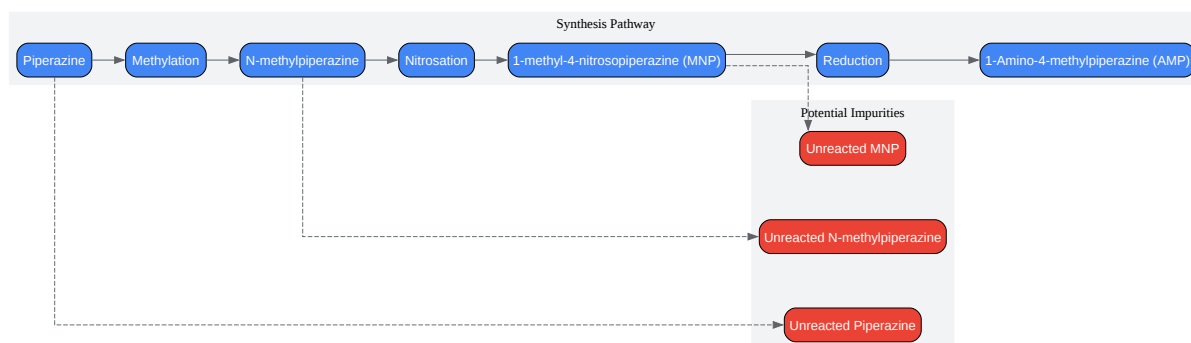 Synthesis Pathway
Piperazine
Methylation
N-methylpiperazine
Nitrosation
1-methyl-4-nitrosopiperazine (MNP)
Reduction
1-Amino-4-methylpiperazine (AMP)
Potential Impurities
Unreacted MNP
Unreacted N-methylpiperazine
Unreacted Piperazine